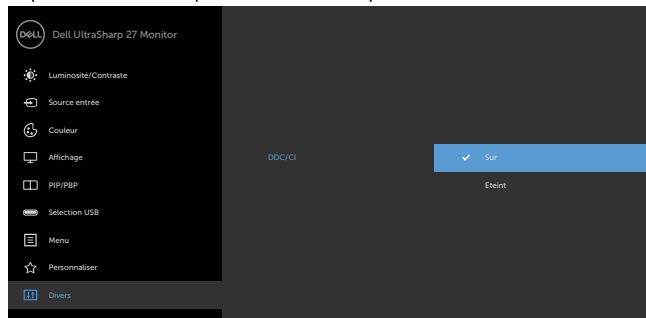 DELL Dell UltraSharp 27 Monitor
Luminosité/Contraste
Source entrée
Couleur
Affichage
DDC/CI
Sur
PIP/PBP
Eteint
Sélection USB
Menu
Personnaliser
Divers